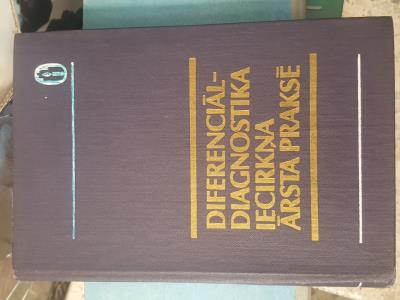 DIFERENCIĀL-
DIAGNOSTIKA
IECIRKŅA
ĀRSTA PRAKSĒ